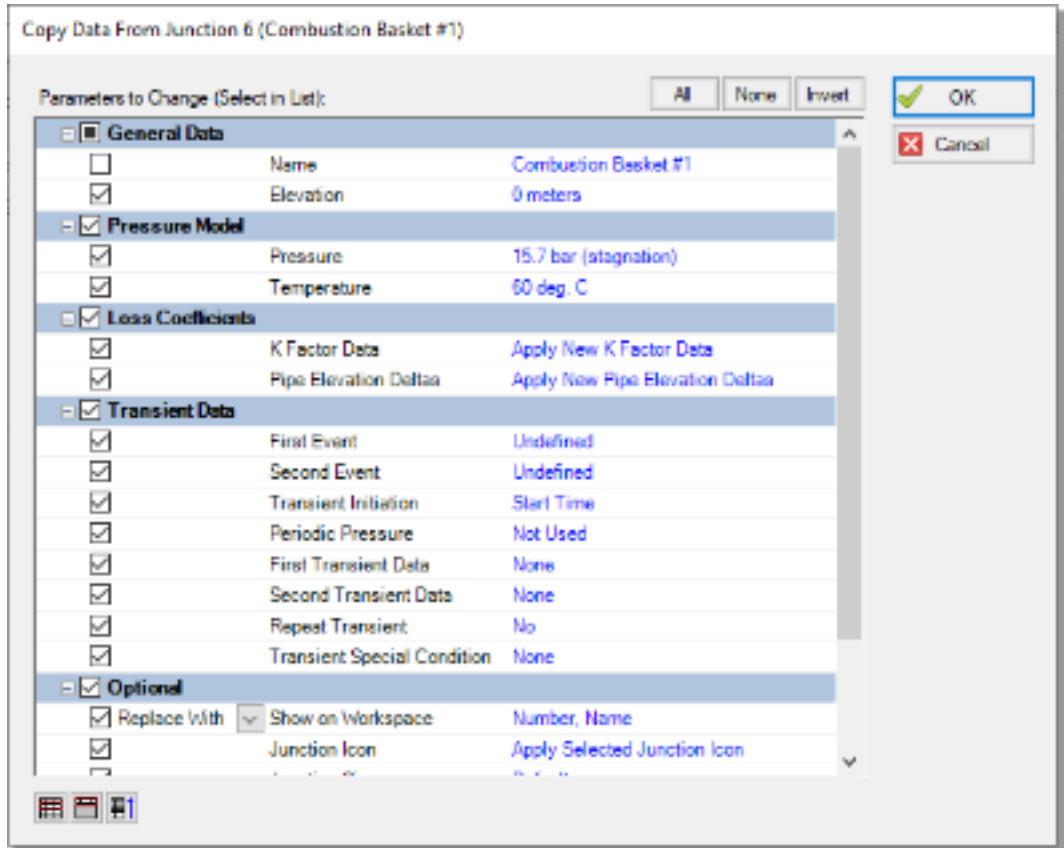 Copy Data From Junction 6 (Combustion Basket #1)
Parameters to Change (Select in List): All None Invert OK
Cancel
General Data
Name Combustion Basket #1
Elevation 0 meters
Pressure Model
Pressure 15.7 bar (stagnation)
Temperature 60 deg. C
Loss Coefficients
K Factor Data Apply New K Factor Data
Pipe Elevation Deltas Apply New Pipe Elevation Deltas
Transient Data
First Event Undefined
Second Event Undefined
Transient Initiation Start Time
Periodic Pressure Not Used
First Transient Data None
Second Transient Data None
Repeat Transient No
Transient Special Condition None
Optional
Replace With Show on Workspace Number, Name
Junction Icon Apply Selected Junction Icon